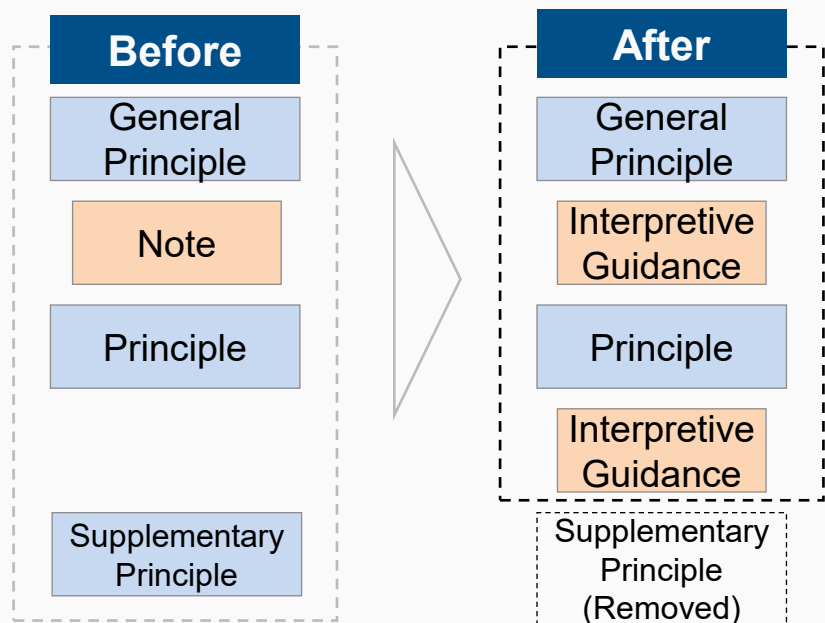 Before
General
Principle
Note
Principle
Supplementary
Principle
After
General
Principle
Interpretive
Guidance
Principle
Interpretive
Guidance
Supplementary
Principle
(Removed)